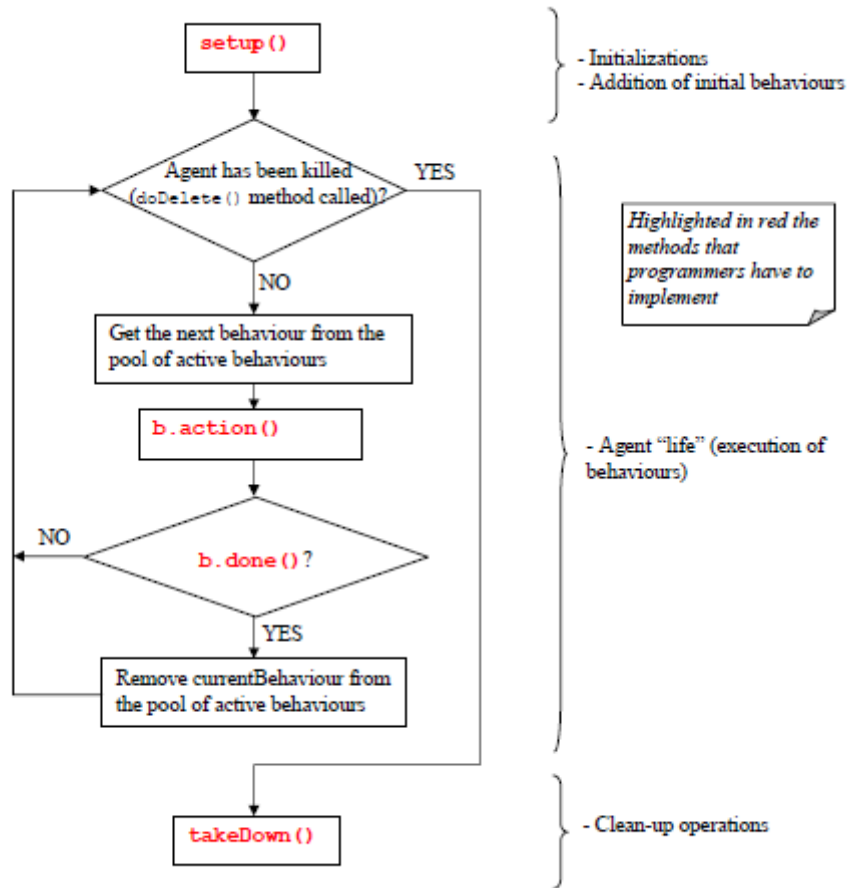 setup()
- Initializations
- Addition of initial behaviours
Agent has been killed
(doDelete() method called)?
YES
NO
Highlighted in red the
methods that
programmers have to
implement
Get the next behaviour from the
pool of active behaviours
b.action()
- Agent “life” (execution of
behaviours)
NO
b.done()?
YES
Remove currentBehaviour from
the pool of active behaviours
takeDown()
- Clean-up operations